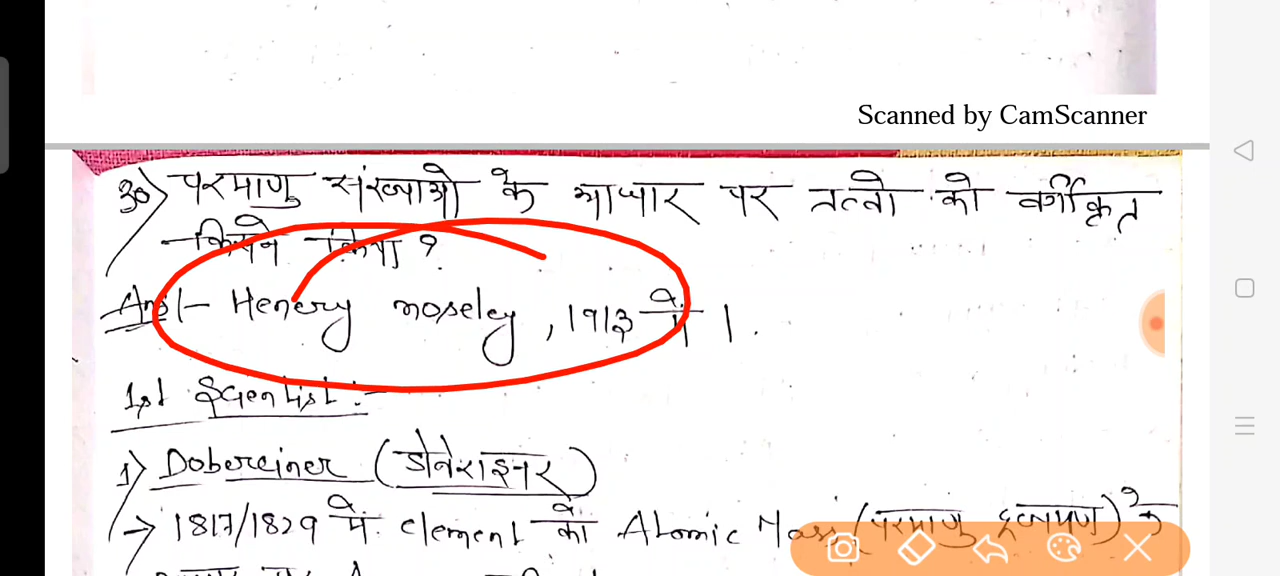 Scanned by CamScanner
30) परमाणु संख्याओ के आधार पर तत्वो को वर्गीकृत
किसने किया ?
Ans:- Henery moseley , 1913 में ।
1st Scientist :-
1) Dobereiner (डोबेराइनर)
→ 1817/1829 में Element को Atomic Mass (परमाणु द्रव्यमान) के